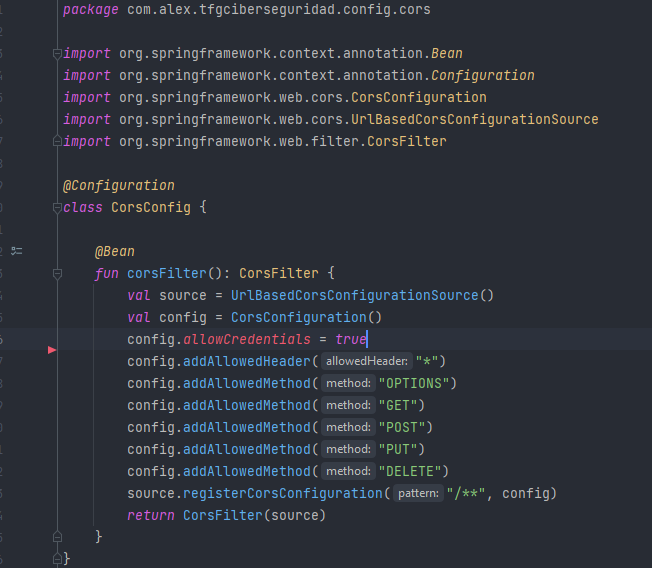 package com.alex.tfgciberseguridad.config.cors
import org.springframework.context.annotation.Bean
import org.springframework.context.annotation.Configuration
import org.springframework.web.cors.CorsConfiguration
import org.springframework.web.cors.UrlBasedCorsConfigurationSource
import org.springframework.web.filter.CorsFilter
@Configuration
class CorsConfig {
@Bean
fun corsFilter(): CorsFilter {
val source = UrlBasedCorsConfigurationSource()
val config = CorsConfiguration()
config.allowCredentials = true
config.addAllowedHeader( allowedHeader: "*")
config.addAllowedMethod( method: "OPTIONS")
config.addAllowedMethod( method: "GET")
config.addAllowedMethod( method: "POST")
config.addAllowedMethod( method: "PUT")
config.addAllowedMethod( method: "DELETE")
source.registerCorsConfiguration( pattern: "/**", config)
return CorsFilter(source)
}
}